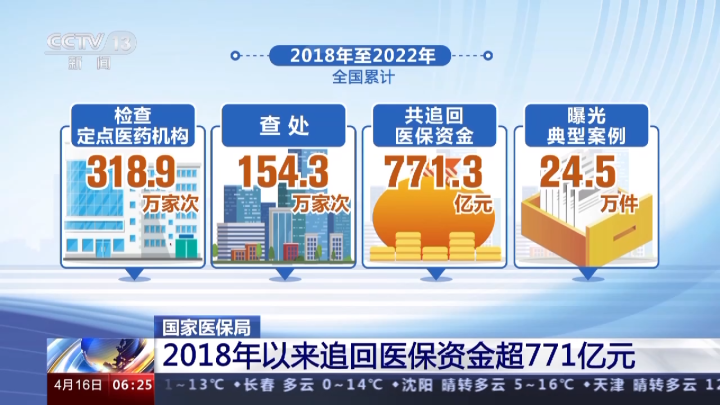 CCTV 13
新闻
2018年至2022年
全国累计
检查
定点医药机构
318.9
万家次
查处
154.3
万家次
共追回
医保资金
771.3
亿元
曝光
典型案例
24.5
万件
国家医保局
2018年以来追回医保资金超771亿元
4月16日 06:25 1~13℃ •长春 多云 0~14℃ •沈阳 晴转多云 5~16℃ •天津 晴转多云 12